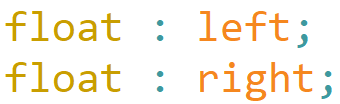 float : left;
float : right;